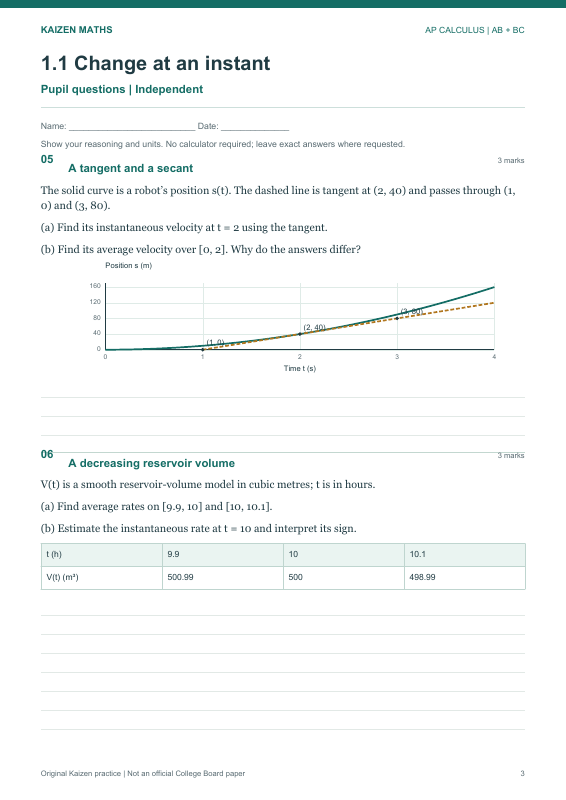 KAIZEN MATHS
AP CALCULUS | AB + BC
1.1 Change at an instant
Pupil questions | Independent
Name: __________________________ Date: ______________
Show your reasoning and units. No calculator required; leave exact answers where requested.
05
3 marks
A tangent and a secant
The solid curve is a robot’s position s(t). The dashed line is tangent at (2, 40) and passes through (1,
0) and (3, 80).
(a) Find its instantaneous velocity at t = 2 using the tangent.
(b) Find its average velocity over [0, 2]. Why do the answers differ?
Position s (m)
160
120
80
40
0
(1, 0)
(2, 40)
(3, 80)
0 1 2 3 4
Time t (s)
06
3 marks
A decreasing reservoir volume
V(t) is a smooth reservoir-volume model in cubic metres; t is in hours.
(a) Find average rates on [9.9, 10] and [10, 10.1].
(b) Estimate the instantaneous rate at t = 10 and interpret its sign.
t (h) 9.9 10 10.1
V(t) (m³) 500.99 500 498.99
Original Kaizen practice | Not an official College Board paper
3